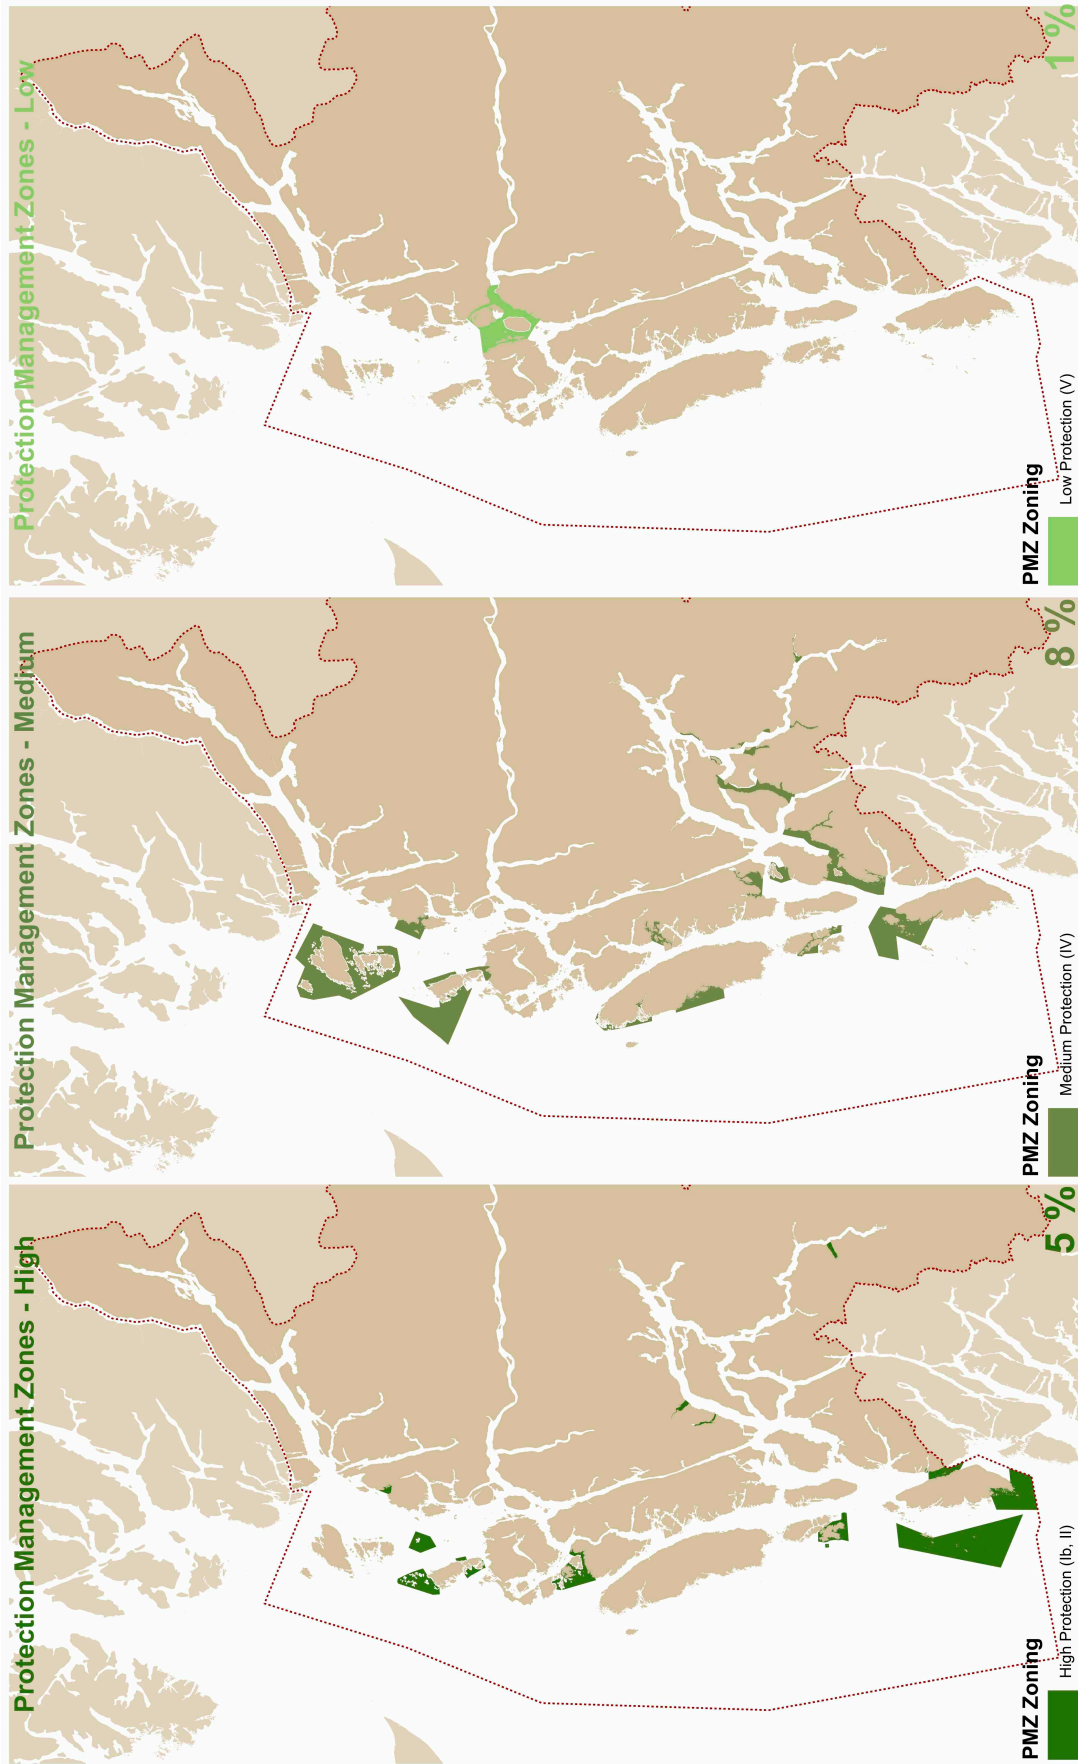 Protection Management Zones - High
PMZ Zoning
High Protection (Ib, II)
5 %
Protection Management Zones - Medium
PMZ Zoning
Medium Protection (IV)
8 %
Protection Management Zones - Low
PMZ Zoning
Low Protection (V)
1 %